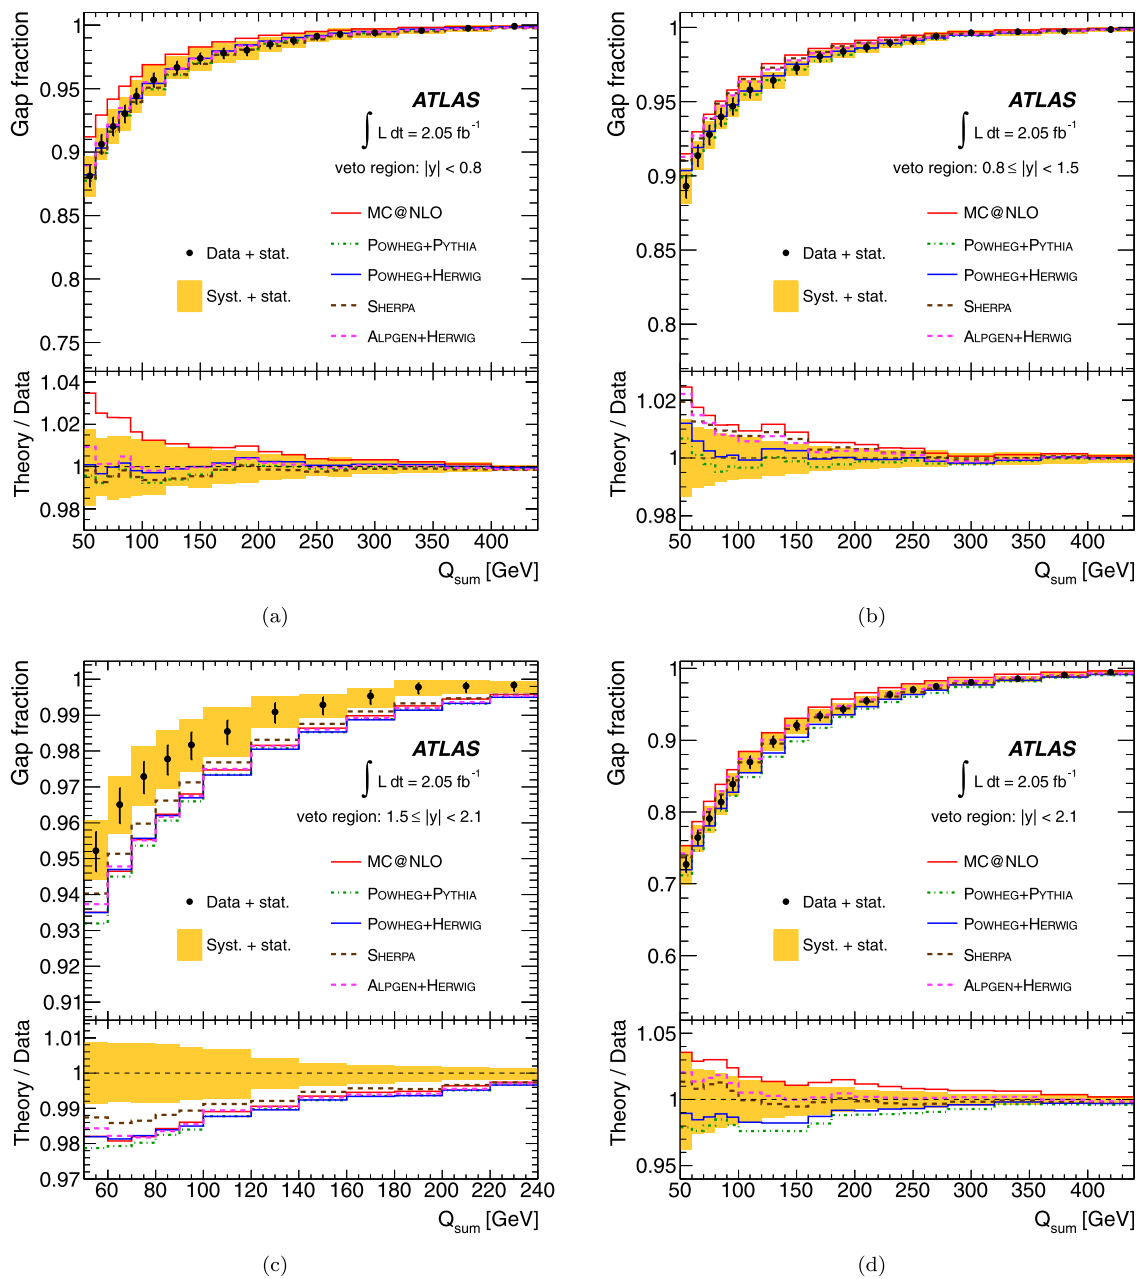 Gap fraction
1
0.95
0.9
0.85
0.8
0.75
ATLAS
∫ L dt = 2.05 fb⁻¹
veto region: |y| < 0.8
MC@NLO
Data + stat.
POWHEG+PYTHIA
POWHEG+HERWIG
Syst. + stat.
SHERPA
ALPGEN+HERWIG
Theory / Data
1.04
1.02
1
0.98
50 100 150 200 250 300 350 400
Q_sum [GeV]
(a)
Gap fraction
1
0.95
0.9
0.85
0.8
ATLAS
∫ L dt = 2.05 fb⁻¹
veto region: 0.8 ≤ |y| < 1.5
MC@NLO
Data + stat.
POWHEG+PYTHIA
POWHEG+HERWIG
Syst. + stat.
SHERPA
ALPGEN+HERWIG
Theory / Data
1.02
1
0.98
50 100 150 200 250 300 350 400
Q_sum [GeV]
(b)
Gap fraction
1
0.99
0.98
0.97
0.96
0.95
0.94
0.93
0.92
0.91
ATLAS
∫ L dt = 2.05 fb⁻¹
veto region: 1.5 ≤ |y| < 2.1
MC@NLO
Data + stat.
POWHEG+PYTHIA
POWHEG+HERWIG
Syst. + stat.
SHERPA
ALPGEN+HERWIG
Theory / Data
1.01
1
0.99
0.98
0.97
60 80 100 120 140 160 180 200 220 240
Q_sum [GeV]
(c)
Gap fraction
1
0.9
0.8
0.7
0.6
ATLAS
∫ L dt = 2.05 fb⁻¹
veto region: |y| < 2.1
MC@NLO
Data + stat.
POWHEG+PYTHIA
POWHEG+HERWIG
Syst. + stat.
SHERPA
ALPGEN+HERWIG
Theory / Data
1.05
1
0.95
50 100 150 200 250 300 350 400
Q_sum [GeV]
(d)